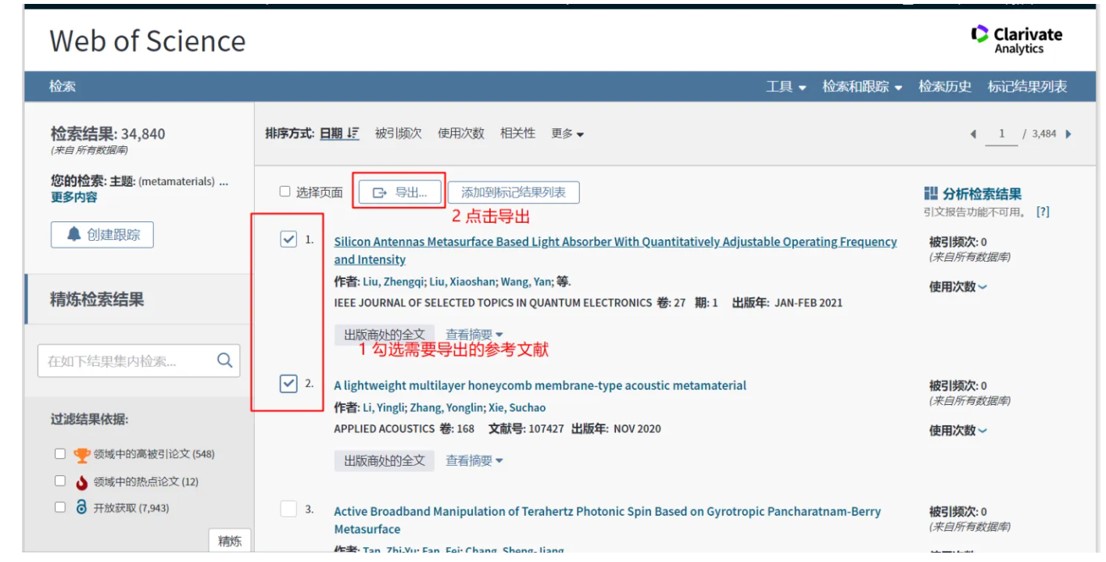 Web of Science
Clarivate
Analytics
检索
工具
检索和跟踪
检索历史
标记结果列表
检索结果: 34,840
(来自所有数据库)
您的检索: 主题: (metamaterials) ...
更多内容
创建跟踪
精炼检索结果
在如下结果集内检索...
过滤结果依据:
领域中的高被引论文 (548)
领域中的热点论文 (12)
开放获取 (7,943)
精炼
排序方式: 日期 被引频次 使用次数 相关性 更多
1 / 3,484
选择页面
导出...
添加到标记结果列表
2 点击导出
分析检索结果
引文报告功能不可用。 [?]
1. Silicon Antennas Metasurface Based Light Absorber With Quantitatively Adjustable Operating Frequency
and Intensity
作者: Liu, Zhengqi; Liu, Xiaoshan; Wang, Yan; 等.
IEEE JOURNAL OF SELECTED TOPICS IN QUANTUM ELECTRONICS 卷: 27 期: 1 出版年: JAN-FEB 2021
出版商处的全文 查看摘要
被引频次: 0
(来自所有数据库)
使用次数
1 勾选需要导出的参考文献
2. A lightweight multilayer honeycomb membrane-type acoustic metamaterial
作者: Li, Yingli; Zhang, Yonglin; Xie, Suchao
APPLIED ACOUSTICS 卷: 168 文献号: 107427 出版年: NOV 2020
出版商处的全文 查看摘要
被引频次: 0
(来自所有数据库)
使用次数
3. Active Broadband Manipulation of Terahertz Photonic Spin Based on Gyrotropic Pancharatnam-Berry
Metasurface
作者: Tan, Zhi-Yu; Fan, Fei; Chang, Sheng-Jiang
被引频次: 0
(来自所有数据库)